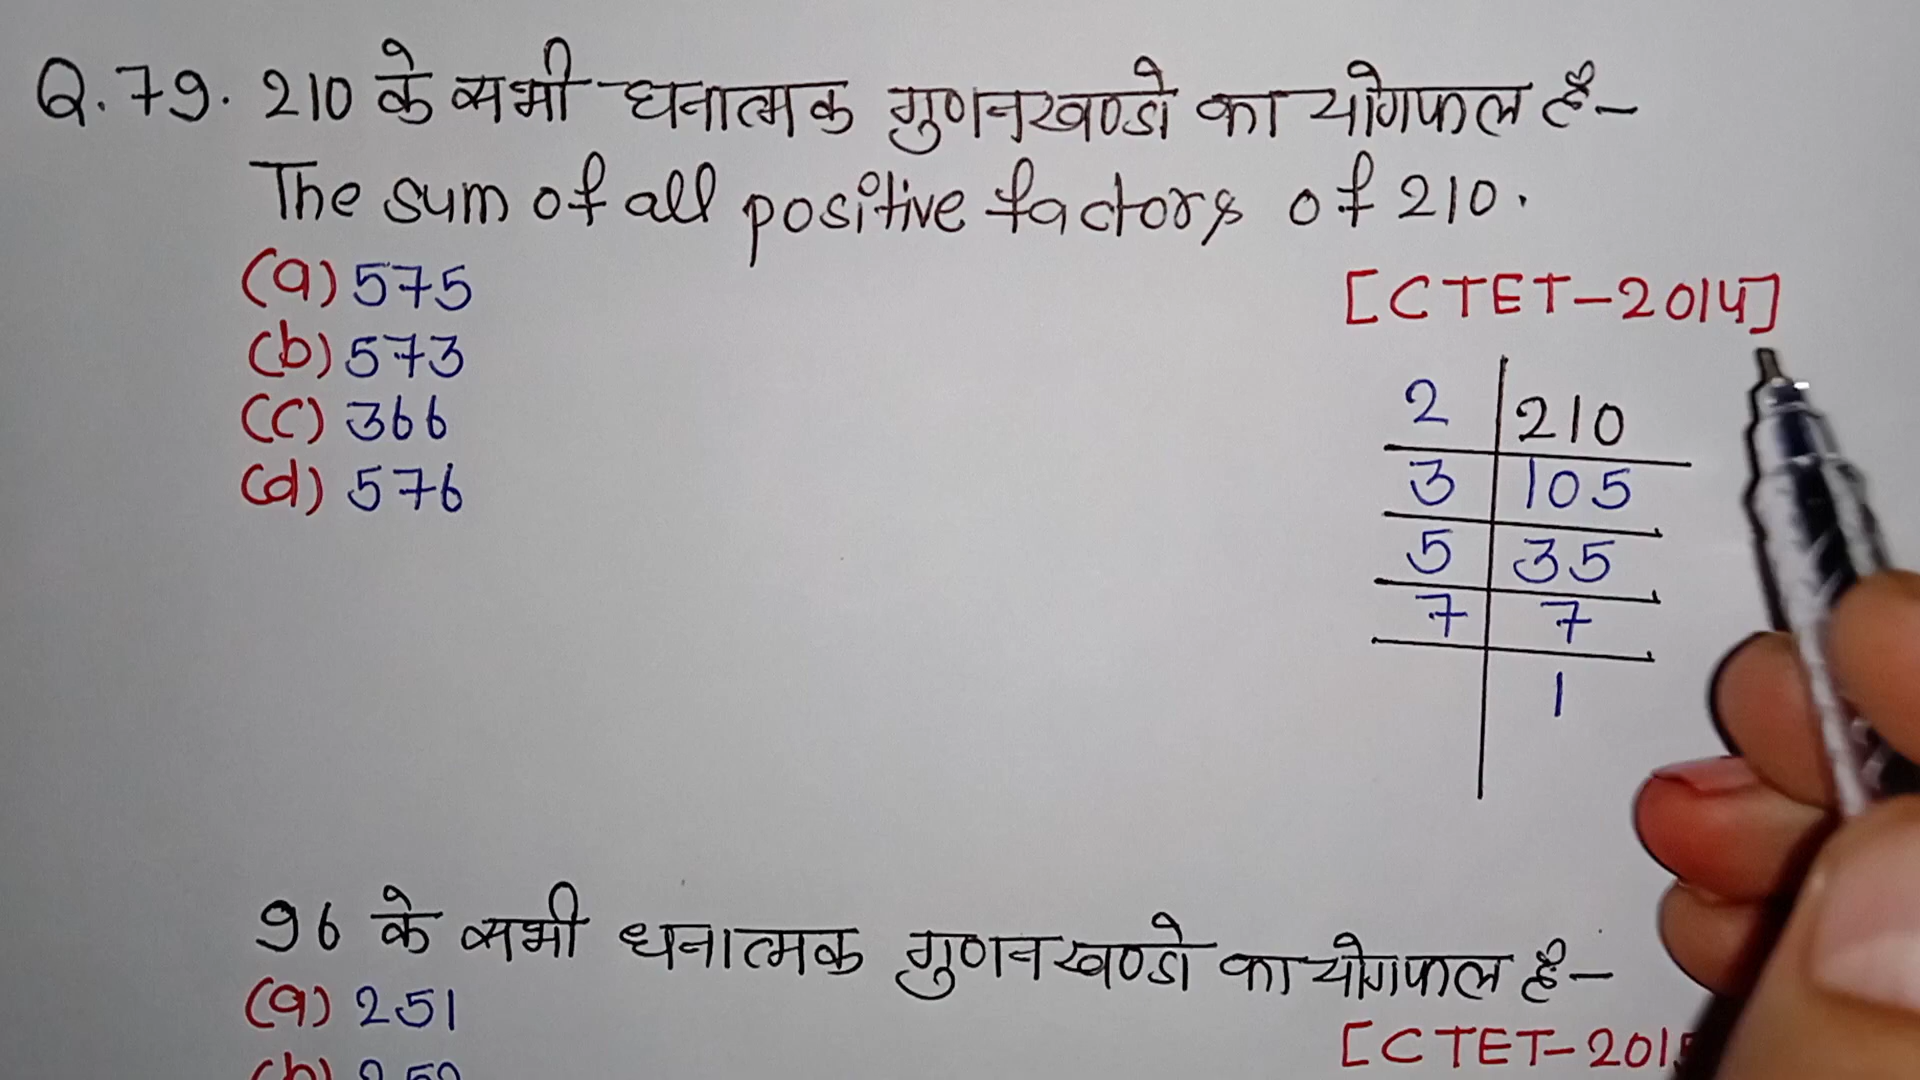 Q.79. 210 के सभी धनात्मक गुणनखण्डो का योगफल है-
The sum of all positive factors of 210.
(a) 575
[CTET-2014]
(b) 573
(c) 366
(d) 576
2 | 210
3 | 105
5 | 35
7 | 7
1
96 के सभी धनात्मक गुणनखण्डो का योगफल है-
(a) 251
[CTET-2015
(b)